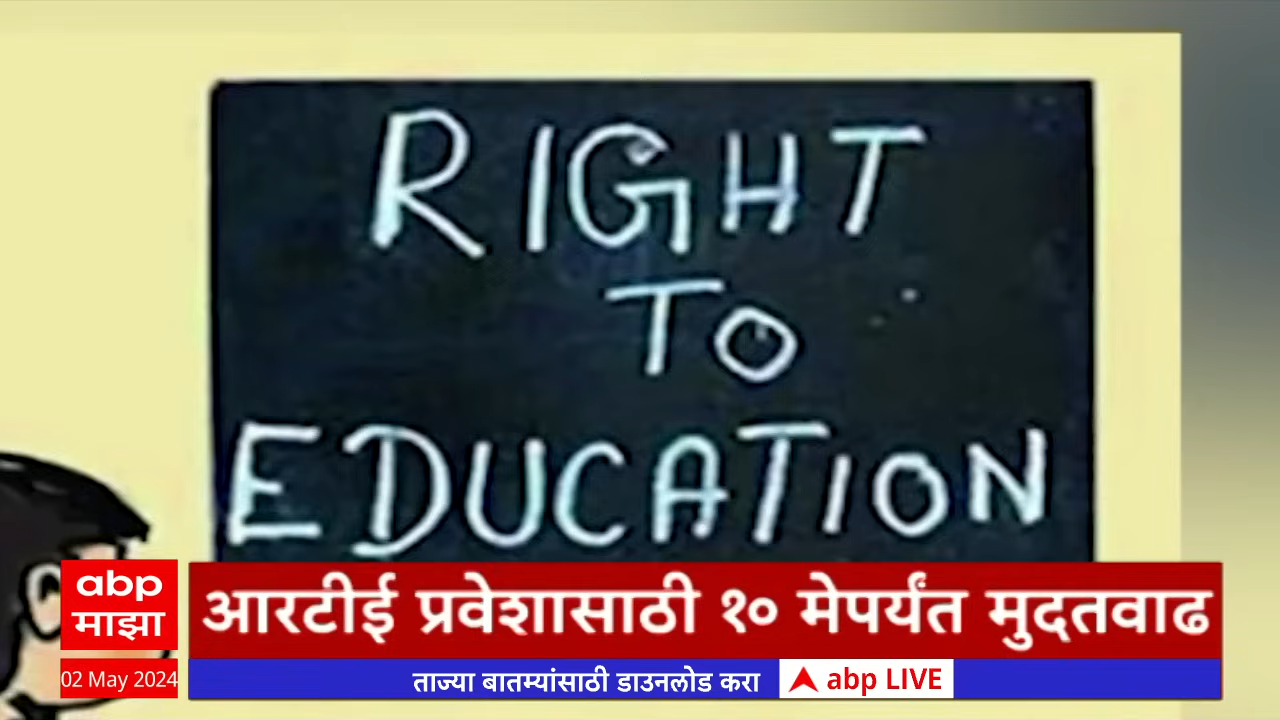 RIGHT
TO
EDUCATION
abp
माझा
आरटीई प्रवेशासाठी १० मेपर्यंत मुदतवाढ
02 May 2024
ताज्या बातम्यांसाठी डाउनलोड करा
abp LIVE